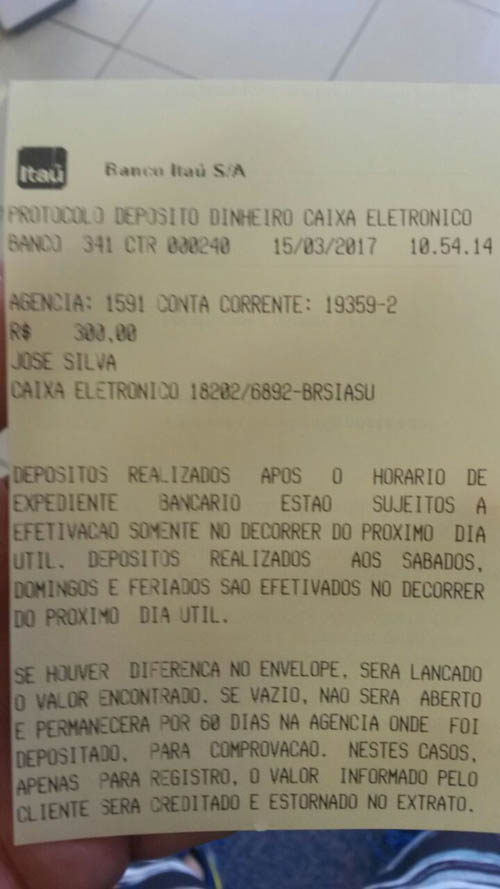 Itaú Banco Itaú S/A
PROTOCOLO DEPOSITO DINHEIRO CAIXA ELETRONICO
BANCO 341 CTR 000240 15/03/2017 10.54.14
AGENCIA: 1591 CONTA CORRENTE: 19359-2
R$ 300,00
JOSE SILVA
CAIXA ELETRONICO 18202/6892-BRSIASU
DEPOSITOS REALIZADOS APOS O HORARIO DE
EXPEDIENTE BANCARIO ESTAO SUJEITOS A
EFETIVACAO SOMENTE NO DECORRER DO PROXIMO DIA
UTIL. DEPOSITOS REALIZADOS AOS SABADOS,
DOMINGOS E FERIADOS SAO EFETIVADOS NO DECORRER
DO PROXIMO DIA UTIL.
SE HOUVER DIFERENCA NO ENVELOPE, SERA LANCADO
O VALOR ENCONTRADO. SE VAZIO, NAO SERA ABERTO
E PERMANECERA POR 60 DIAS NA AGENCIA ONDE FOI
DEPOSITADO, PARA COMPROVACAO. NESTES CASOS,
APENAS PARA REGISTRO, O VALOR INFORMADO PELO
CLIENTE SERA CREDITADO E ESTORNADO NO EXTRATO.